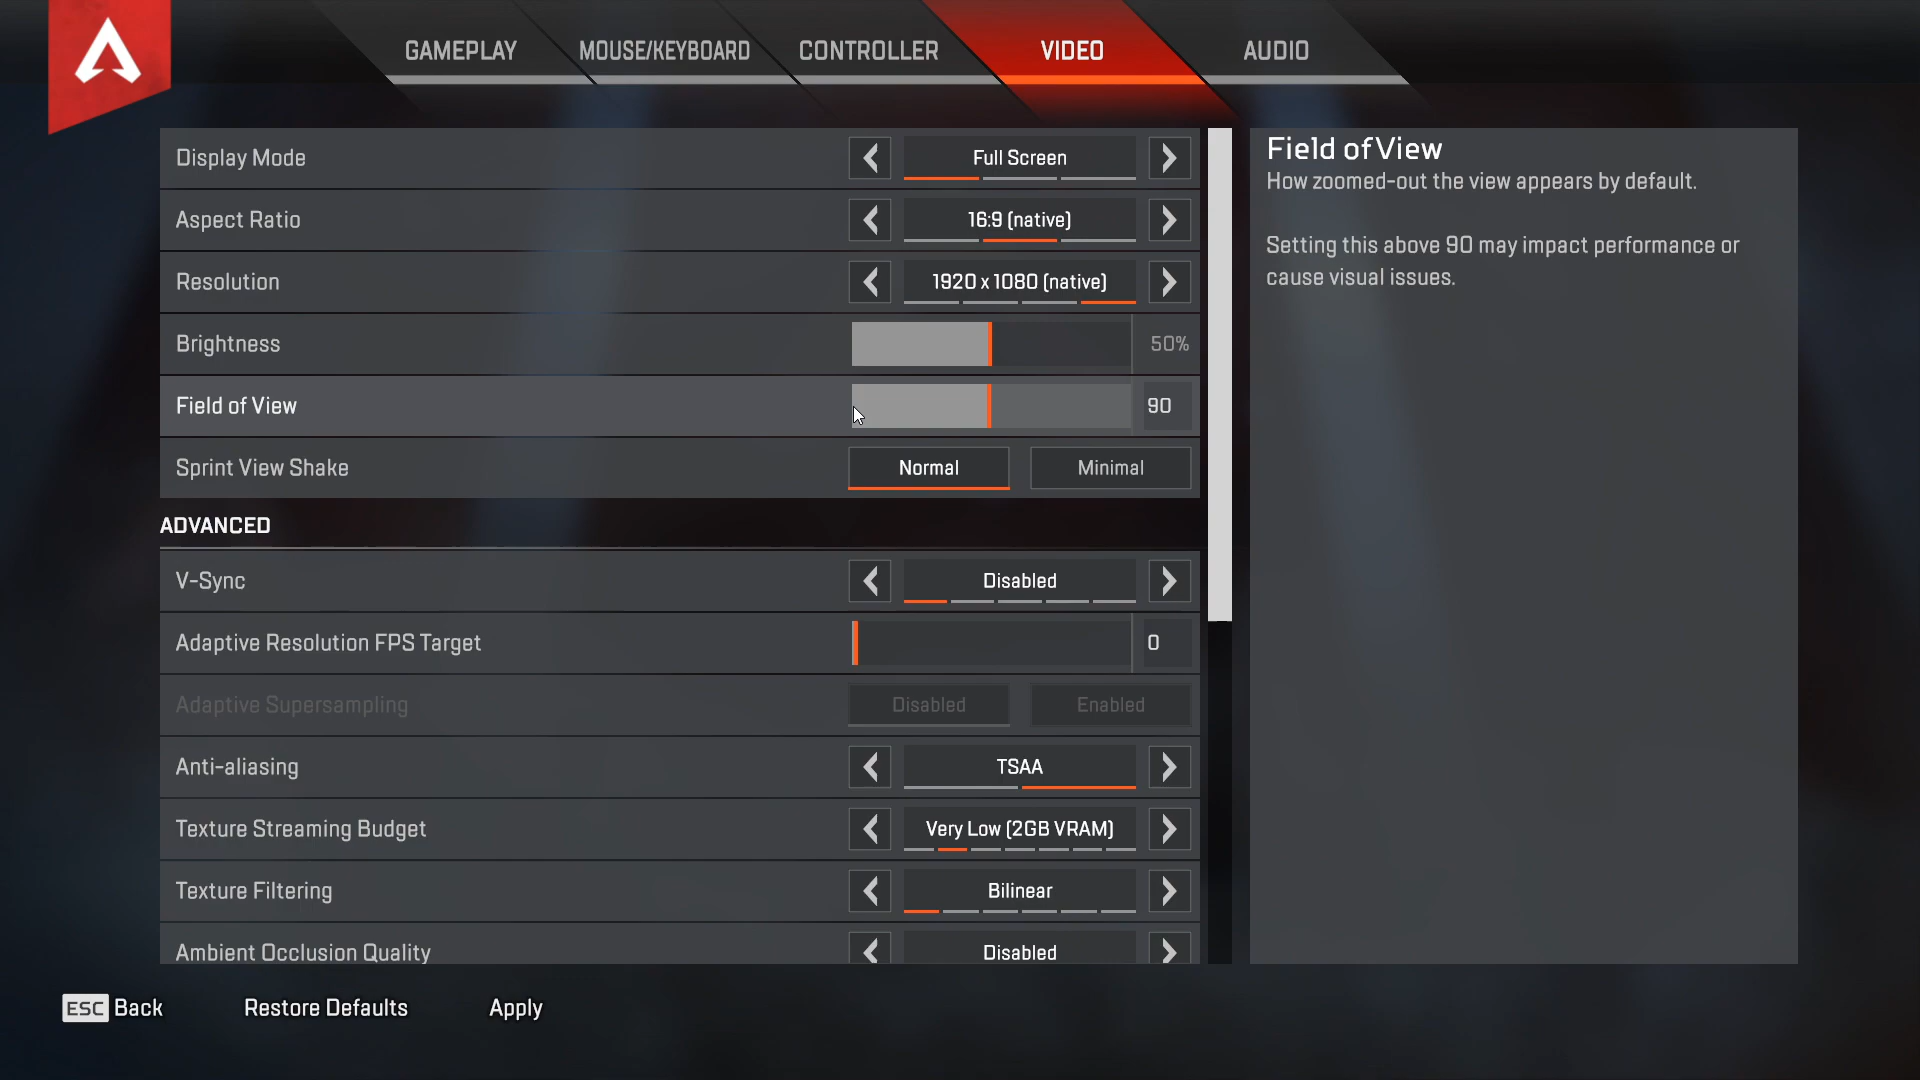 GAMEPLAY MOUSE/KEYBOARD CONTROLLER VIDEO AUDIO
Display Mode Full Screen
Aspect Ratio 16:9 (native)
Resolution 1920 x 1080 (native)
Brightness 50%
Field of View 90
Sprint View Shake Normal Minimal
ADVANCED
V-Sync Disabled
Adaptive Resolution FPS Target 0
Adaptive Supersampling Disabled Enabled
Anti-aliasing TSAA
Texture Streaming Budget Very Low (2GB VRAM)
Texture Filtering Bilinear
Ambient Occlusion Quality Disabled
Field of View
How zoomed-out the view appears by default.
Setting this above 90 may impact performance or
cause visual issues.
ESC Back Restore Defaults Apply